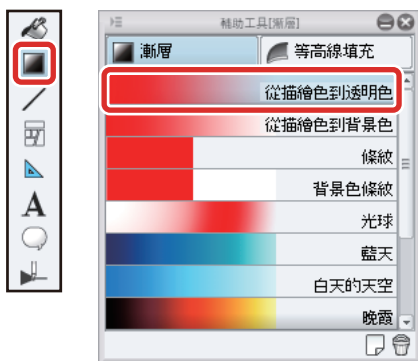 補助工具[漸層]
漸層
等高線填充
從描繪色到透明色
從描繪色到背景色
條紋
背景色條紋
光球
藍天
白天的天空
晚霞
A